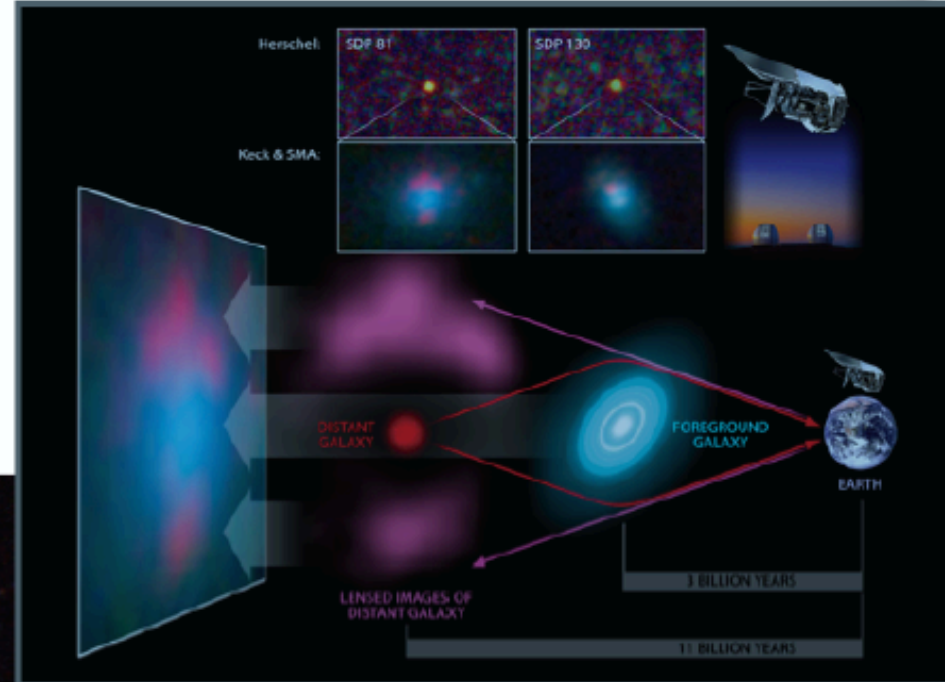 Herschel:
SDP 81
SDP 130
Keck & SMA:
DISTANT
GALAXY
FOREGROUND
GALAXY
EARTH
3 BILLION YEARS
LENSED IMAGES OF
DISTANT GALAXY
11 BILLION YEARS